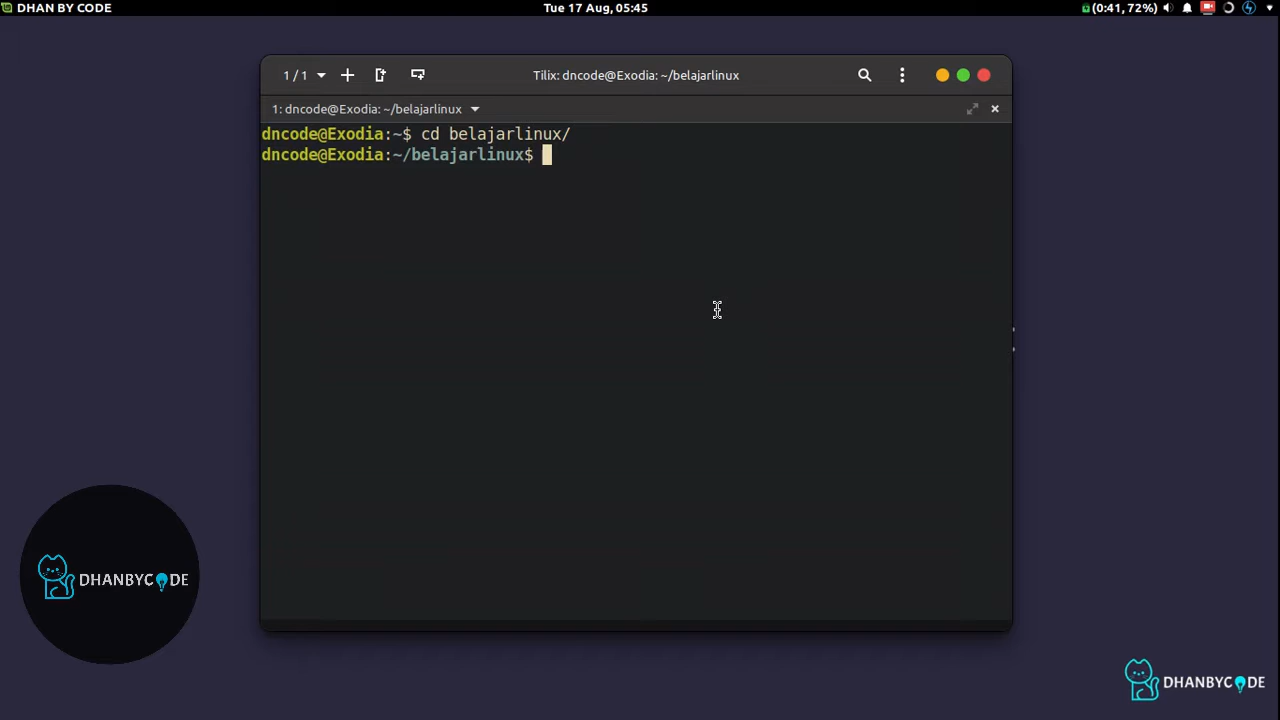 DHAN BY CODE
Tue 17 Aug, 05:45
(0:41, 72%)
1 / 1
Tilix: dncode@Exodia: ~/belajarlinux
1: dncode@Exodia: ~/belajarlinux
dncode@Exodia:~$ cd belajarlinux/
dncode@Exodia:~/belajarlinux$
DHANBYCODE
DHANBYCODE